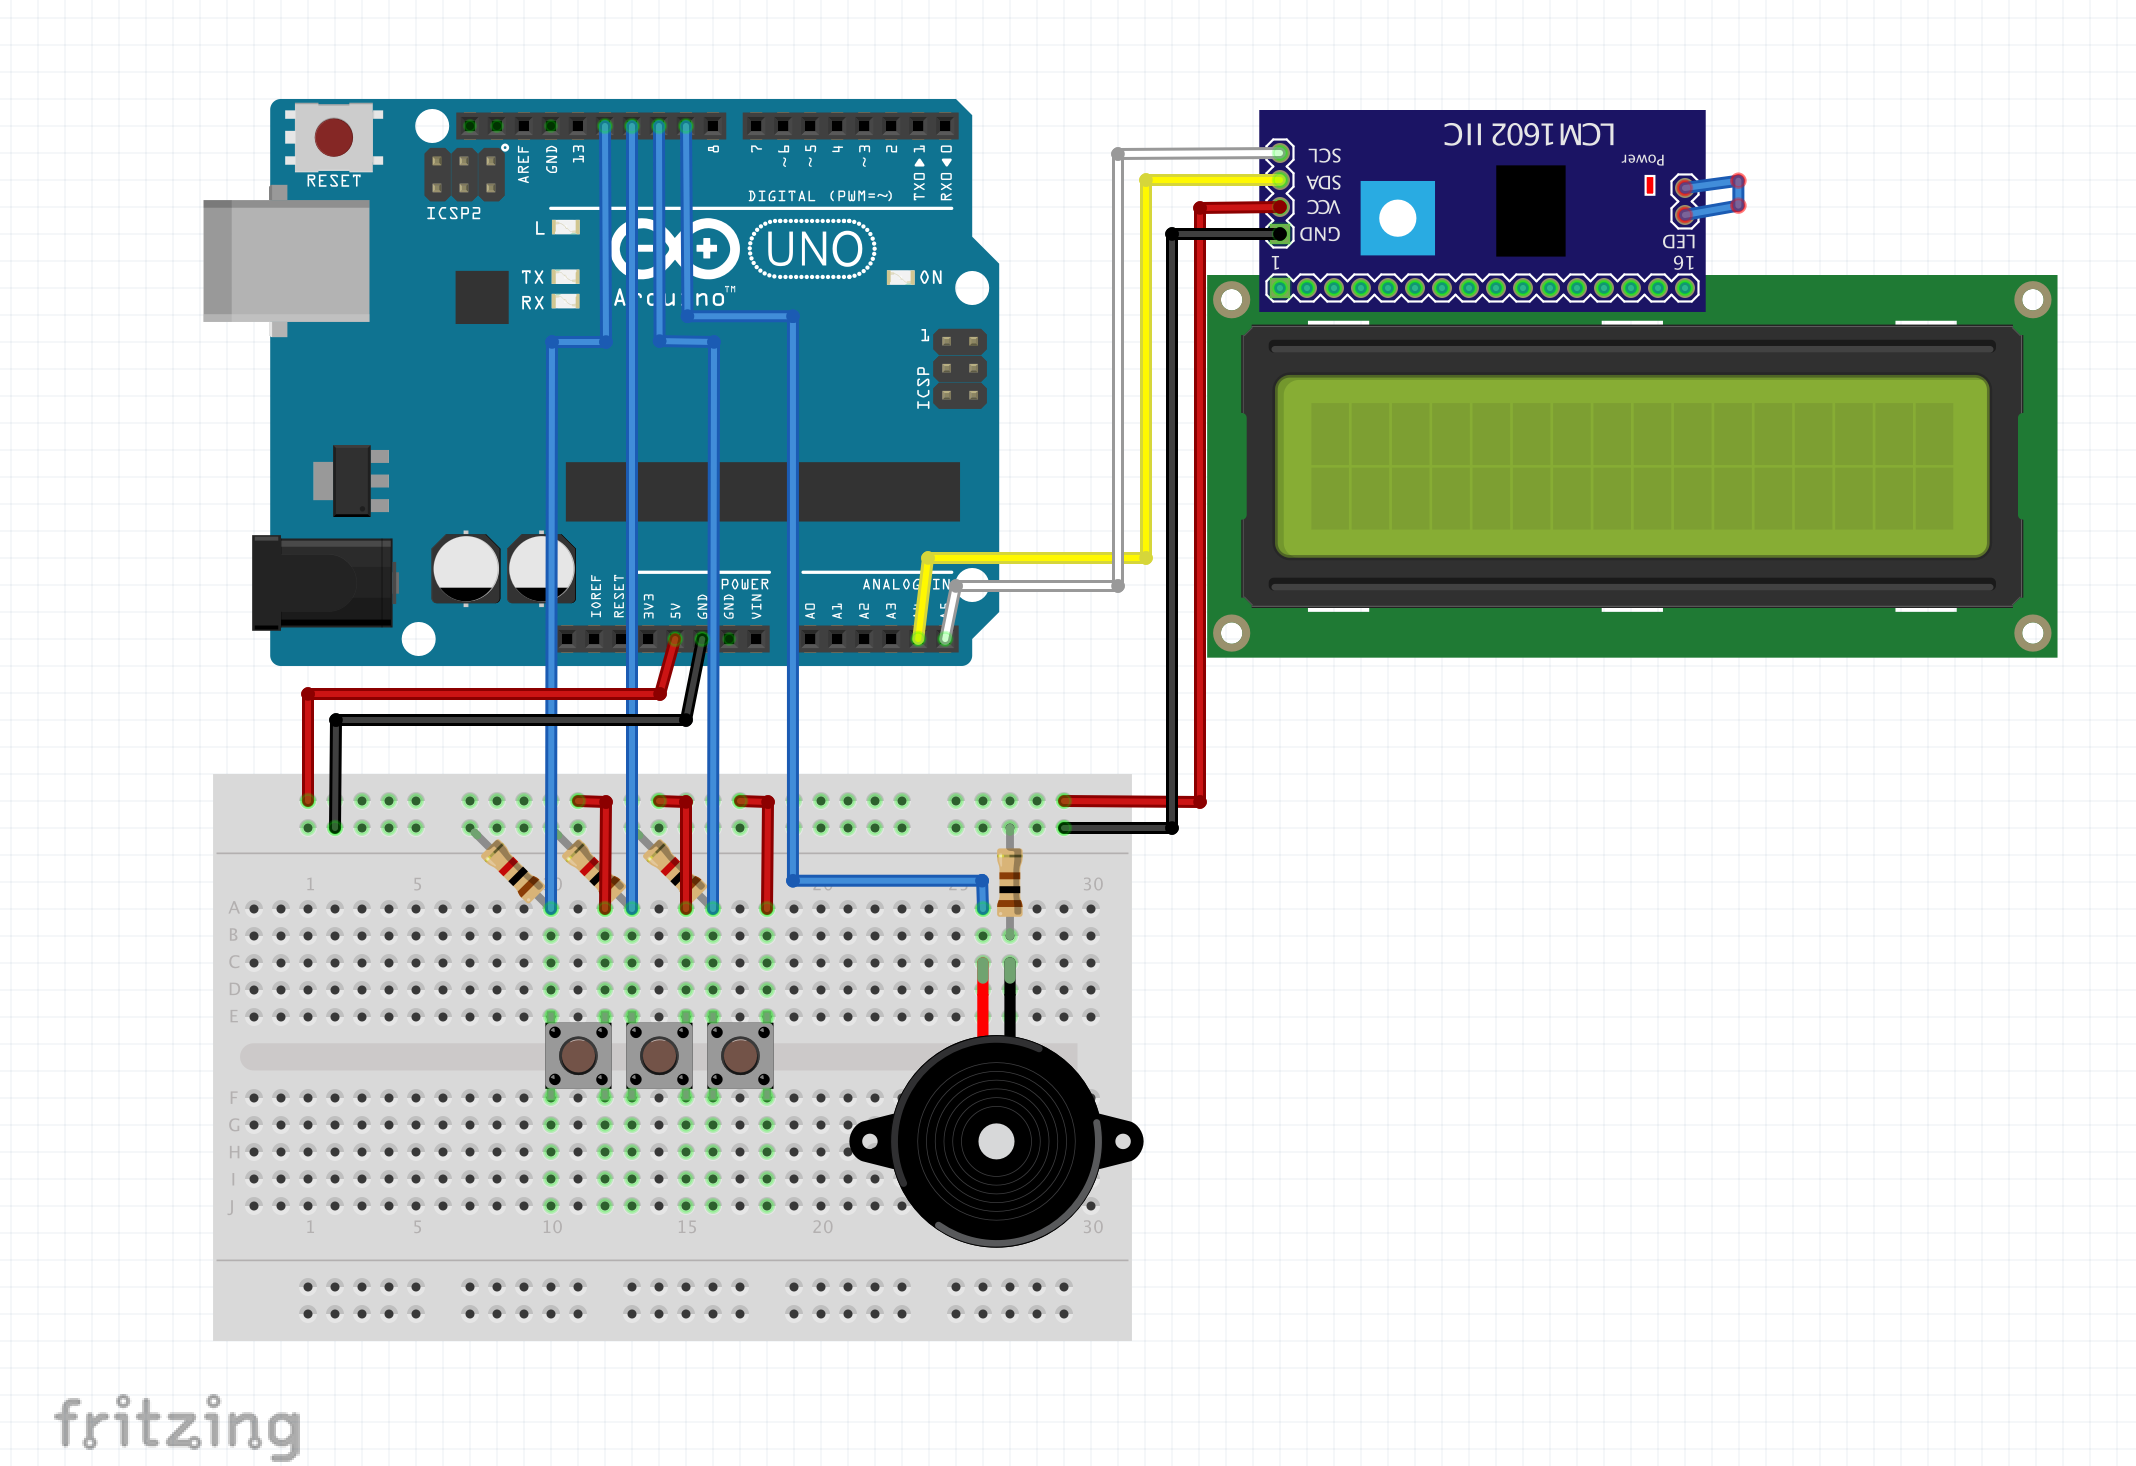 RESET
ICSP2
AREF
GND
13
8
7
~6
~5
4
~3
2
TX0▶1
RX0◀0
DIGITAL (PWM=~)
L
TX
RX
Arduino™
UNO
ON
1
ICSP
IOREF
RESET
3V3
5V
GND
GND
VIN
POWER
A0
A1
A2
A3
ANALOG IN
LCM1602 IIC
SCL
SDA
VCC
GND
Power
LED
1
16
1
5
20
30
A
B
C
D
E
F
G
H
I
J
1
5
10
15
20
30
fritzing